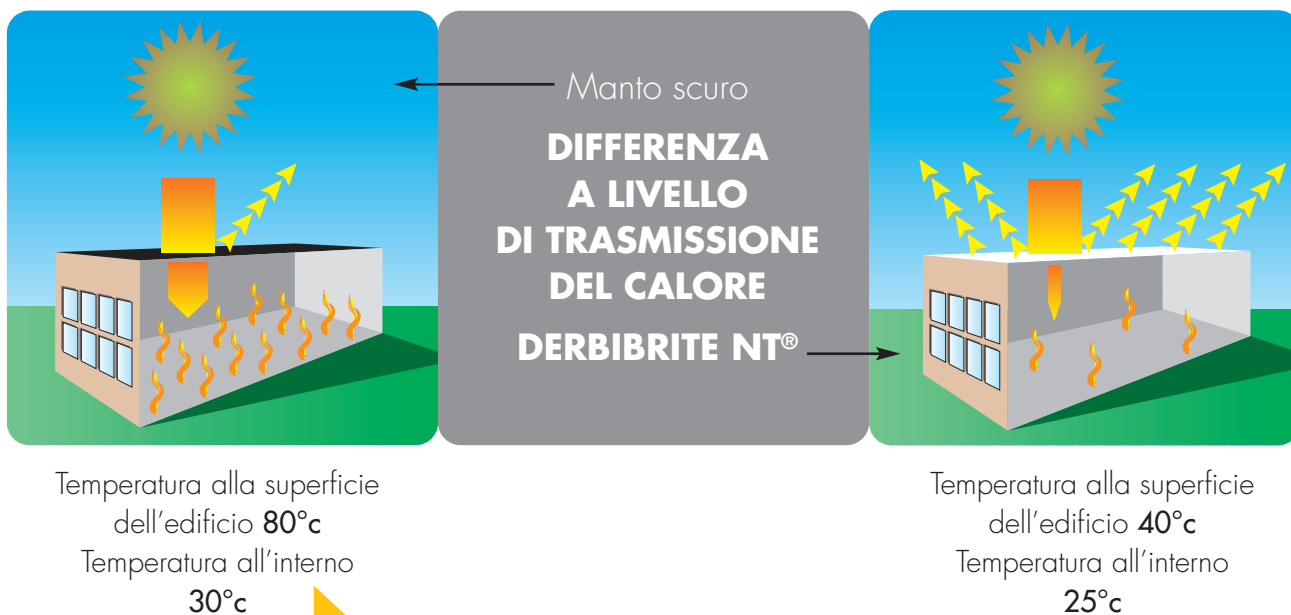 Manto scuro
DIFFERENZA
A LIVELLO
DI TRASMISSIONE
DEL CALORE
DERBIBRITE NT®
Temperatura alla superficie
dell'edificio 80°c
Temperatura all'interno
30°c
Temperatura alla superficie
dell'edificio 40°c
Temperatura all'interno
25°c